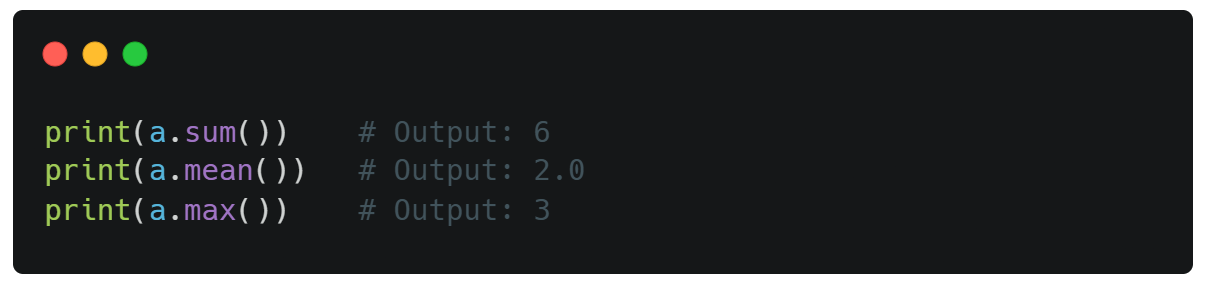 print(a.sum())    # Output: 6
print(a.mean())   # Output: 2.0
print(a.max())    # Output: 3